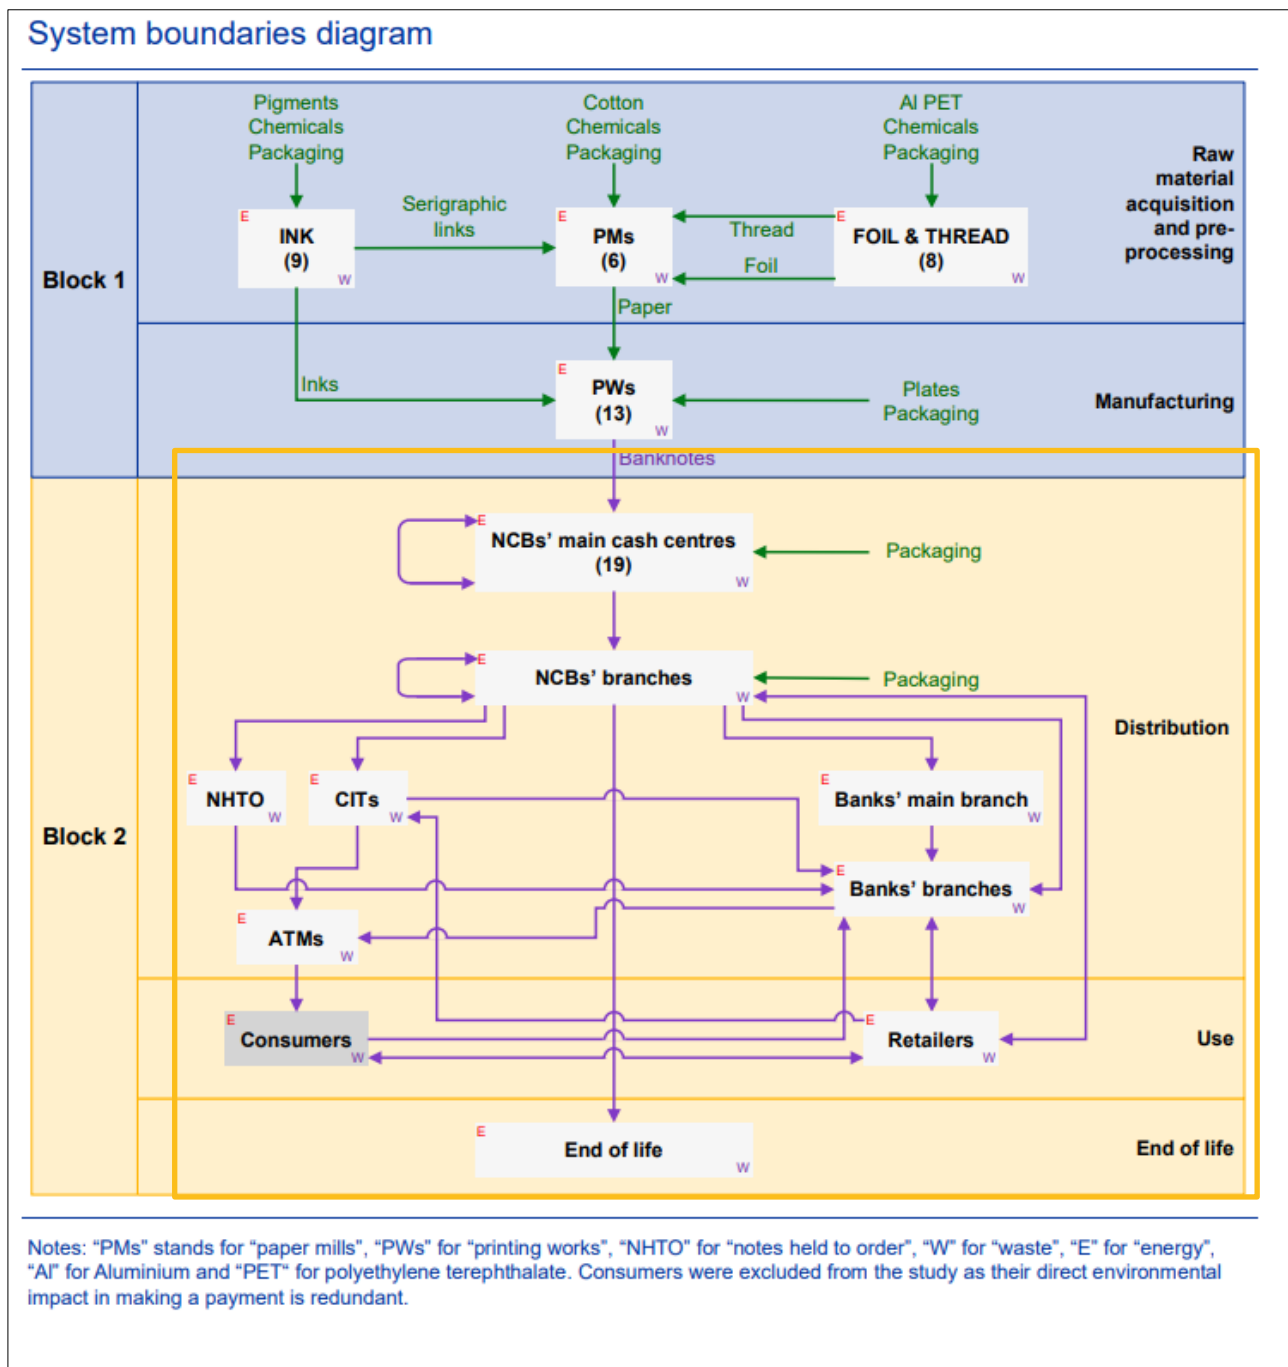 System boundaries diagram
Pigments
Chemicals
Packaging
Cotton
Chemicals
Packaging
Al PET
Chemicals
Packaging
Raw
material
acquisition
and pre-
processing
Block 1
E
INK
(9)
W
Serigraphic
links
E
PMs
(6)
W
Thread
Foil
E
FOIL & THREAD
(8)
W
Paper
Inks
E
PWs
(13)
W
Plates
Packaging
Manufacturing
Banknotes
Block 2
E
NCBs’ main cash centres
(19)
W
Packaging
E
NCBs’ branches
W
Packaging
Distribution
E
NHTO
W
E
CITs
W
E
Banks’ main branch
W
E
Banks’ branches
W
E
ATMs
W
E
Consumers
W
E
Retailers
W
Use
E
End of life
W
End of life
Notes: “PMs” stands for “paper mills”, “PWs” for “printing works”, “NHTO” for “notes held to order”, “W” for “waste”, “E” for “energy”,
“Al” for Aluminium and “PET“ for polyethylene terephthalate. Consumers were excluded from the study as their direct environmental
impact in making a payment is redundant.